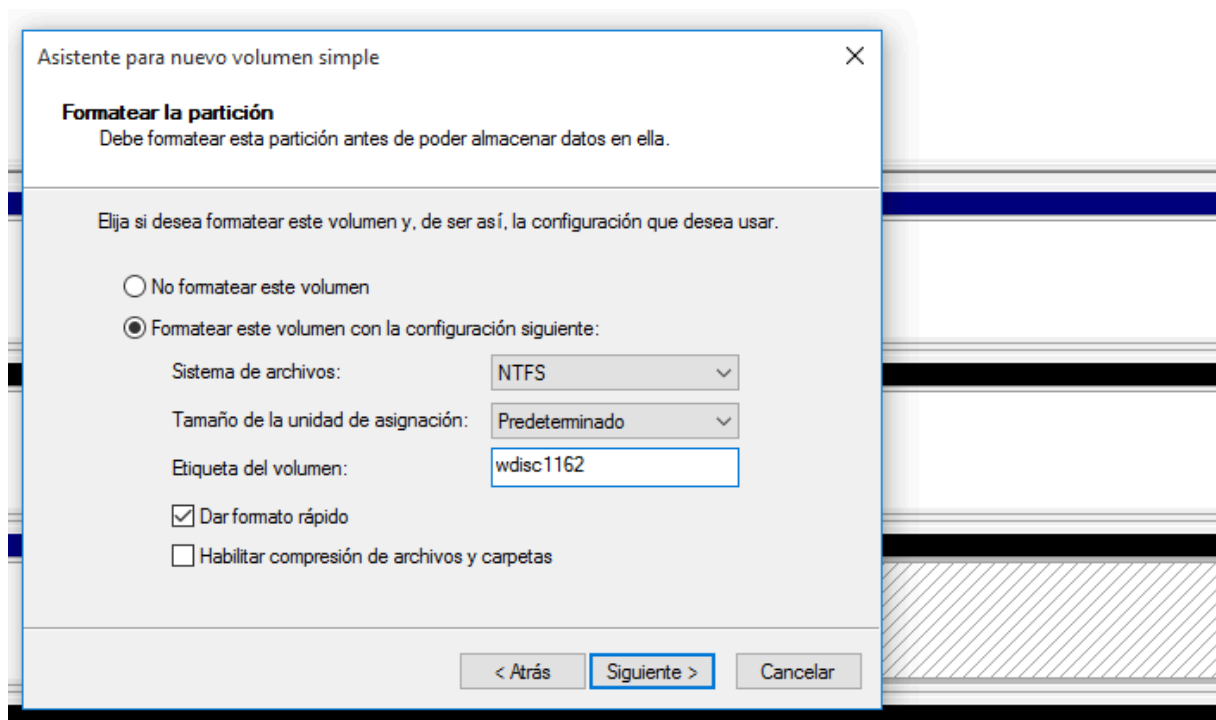 Asistente para nuevo volumen simple
Formatear la partición
Debe formatear esta partición antes de poder almacenar datos en ella.
Elija si desea formatear este volumen y, de ser así, la configuración que desea usar.
No formatear este volumen
Formatear este volumen con la configuración siguiente:
Sistema de archivos: NTFS
Tamaño de la unidad de asignación: Predeterminado
Etiqueta del volumen: wdisc1162
Dar formato rápido
Habilitar compresión de archivos y carpetas
< Atrás Siguiente > Cancelar